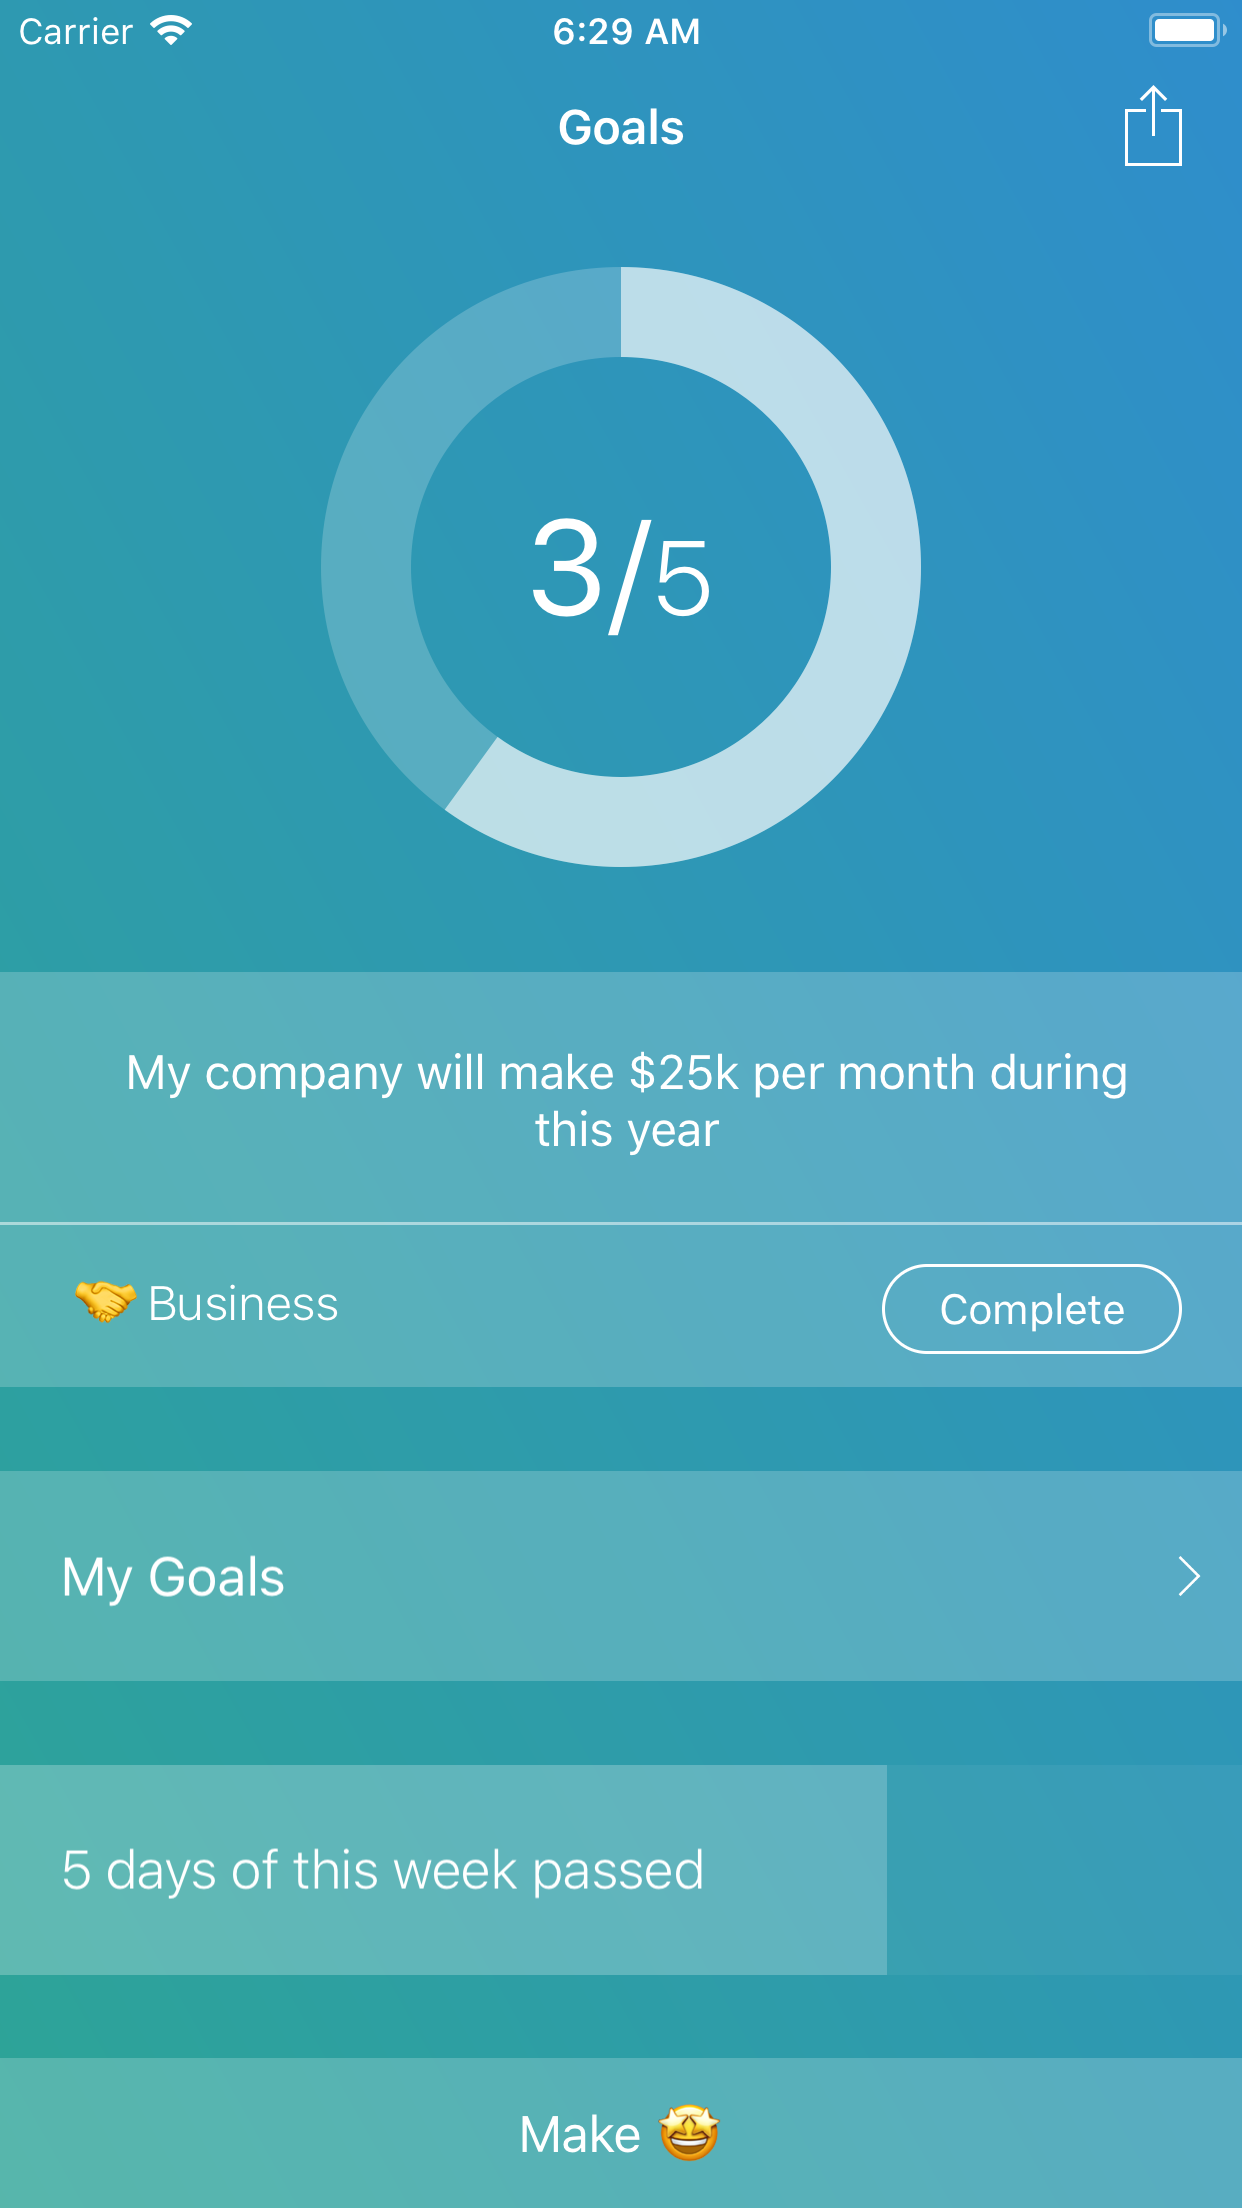 Carrier 6:29 AM
Goals
3/5
My company will make $25k per month during
this year
🤝 Business
Complete
My Goals
5 days of this week passed
Make 🤩